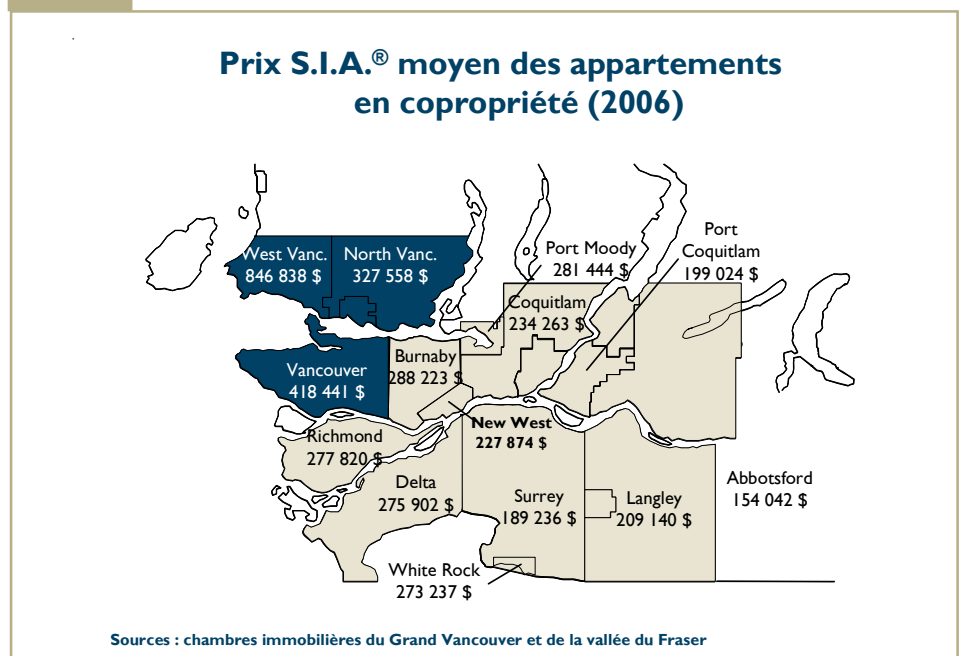 Prix S.I.A.® moyen des appartements
en copropriété (2006)
West Vanc.
846 838 $
North Vanc.
327 558 $
Port Moody
281 444 $
Port
Coquitlam
199 024 $
Coquitlam
234 263 $
Vancouver
418 441 $
Burnaby
288 223 $
New West
227 874 $
Richmond
277 820 $
Delta
275 902 $
Surrey
189 236 $
Langley
209 140 $
Abbotsford
154 042 $
White Rock
273 237 $
Sources : chambres immobilières du Grand Vancouver et de la vallée du Fraser